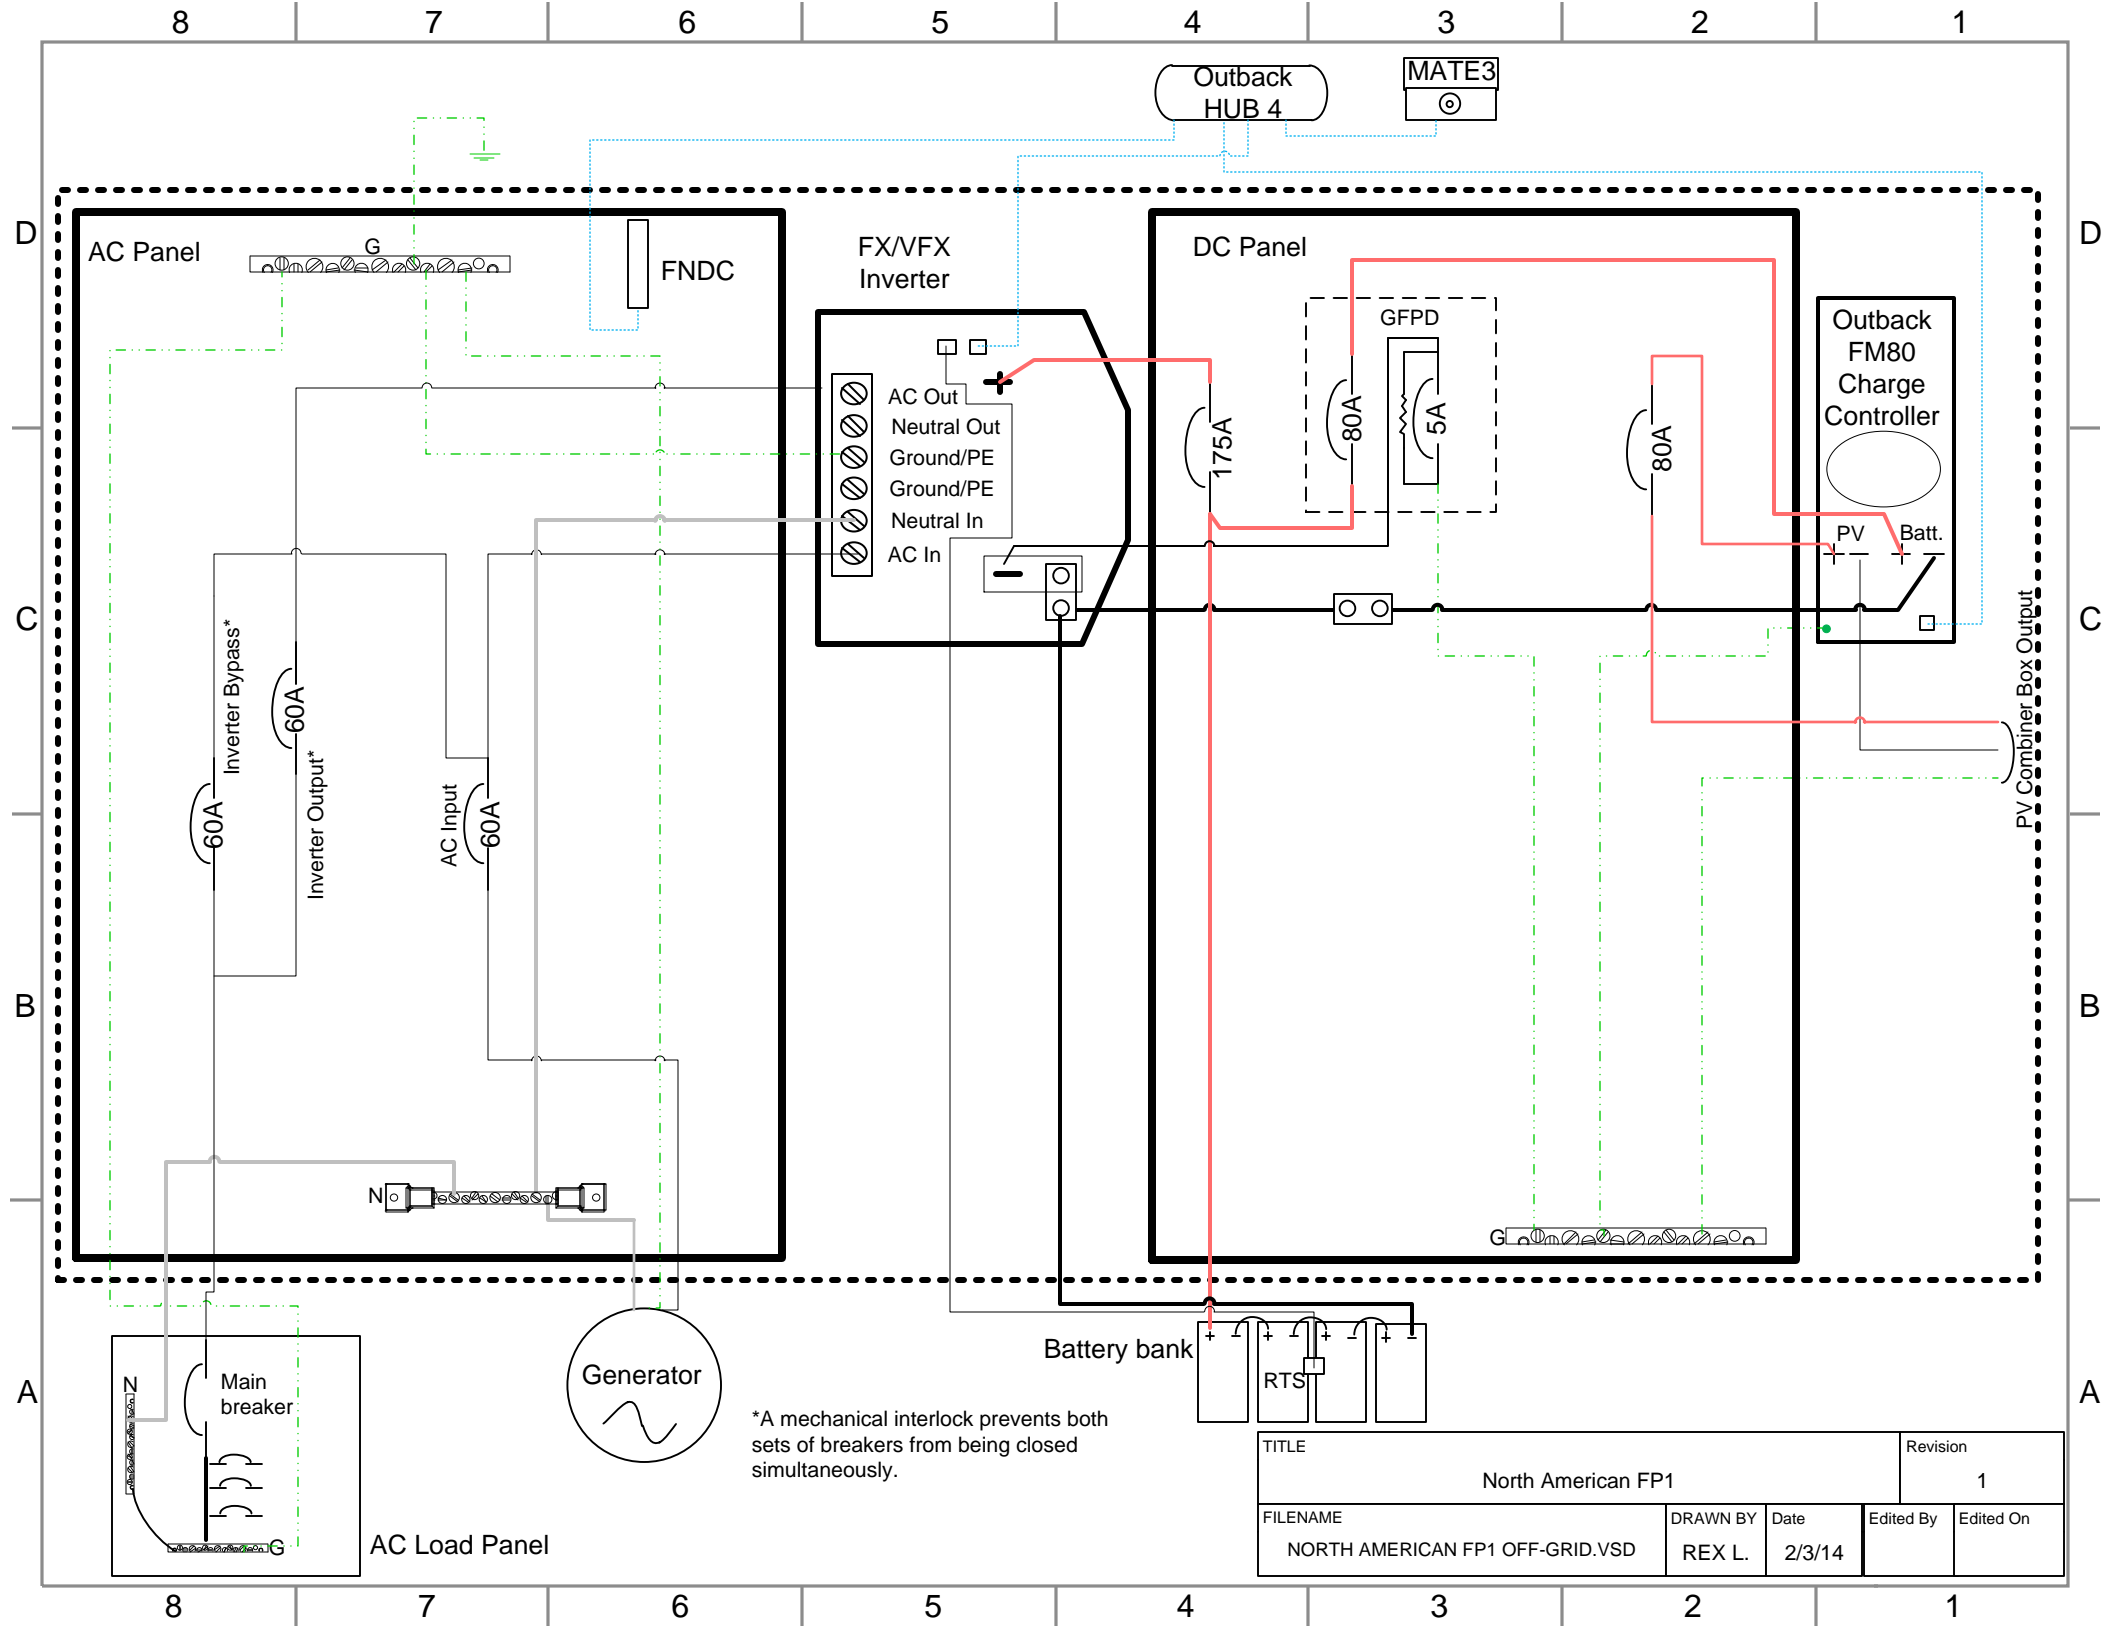 8 7 6 5 4 3 2 1
Outback
HUB 4
MATE3
D
D
AC Panel
G
FNDC
FX/VFX
Inverter
DC Panel
GFPD
Outback
FM80
Charge
Controller
AC Out
Neutral Out
Ground/PE
Ground/PE
Neutral In
AC In
175A
80A
5A
80A
PV
Batt.
C
C
Inverter Bypass*
60A
Inverter Output*
60A
AC Input
60A
PV Combiner Box Output
B
B
N
G
Battery bank
+ - + - + - + -
RTS
A
A
N
Main
breaker
G
AC Load Panel
Generator
*A mechanical interlock prevents both
sets of breakers from being closed
simultaneously.
TITLE
North American FP1
Revision
1
FILENAME
NORTH AMERICAN FP1 OFF-GRID.VSD
DRAWN BY
REX L.
Date
2/3/14
Edited By
Edited On
8 7 6 5 4 3 2 1